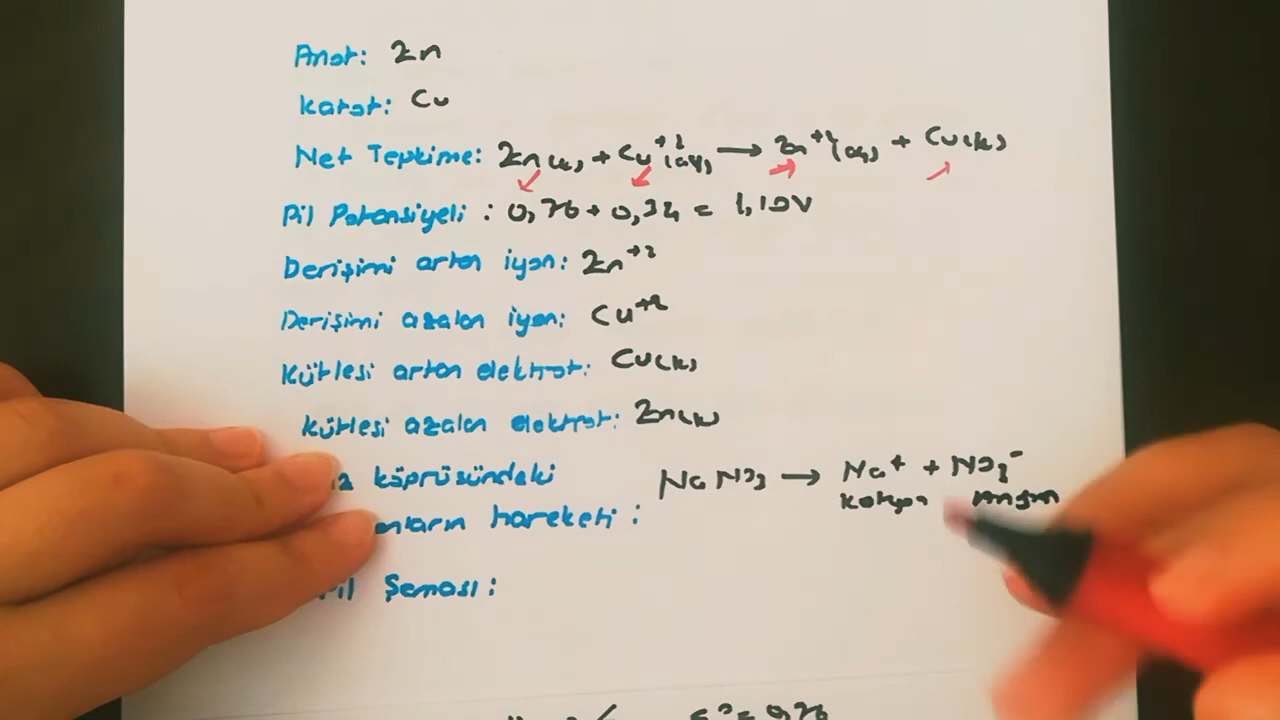 Anot: Zn
Katot: Cu
Net Tepkime: Zn(k) + Cu⁺²(aq) → Zn⁺²(aq) + Cu(k)
Pil Potansiyeli : 0,76 + 0,34 = 1,10V
Derişimi artan iyon: Zn⁺²
Derişimi azalan iyon: Cu⁺²
Kütlesi artan elektrot: Cu(k)
Kütlesi azalan elektrot: Zn(k)
köprüsündeki NaNO₃ → Na⁺ + NO₃⁻
hareketi : Katyon Anyon
Şeması :
= 0,76